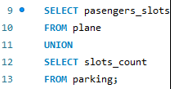 9 SELECT pasengers_slots
10 FROM plane
11 UNION
12 SELECT slots_count
13 FROM parking;